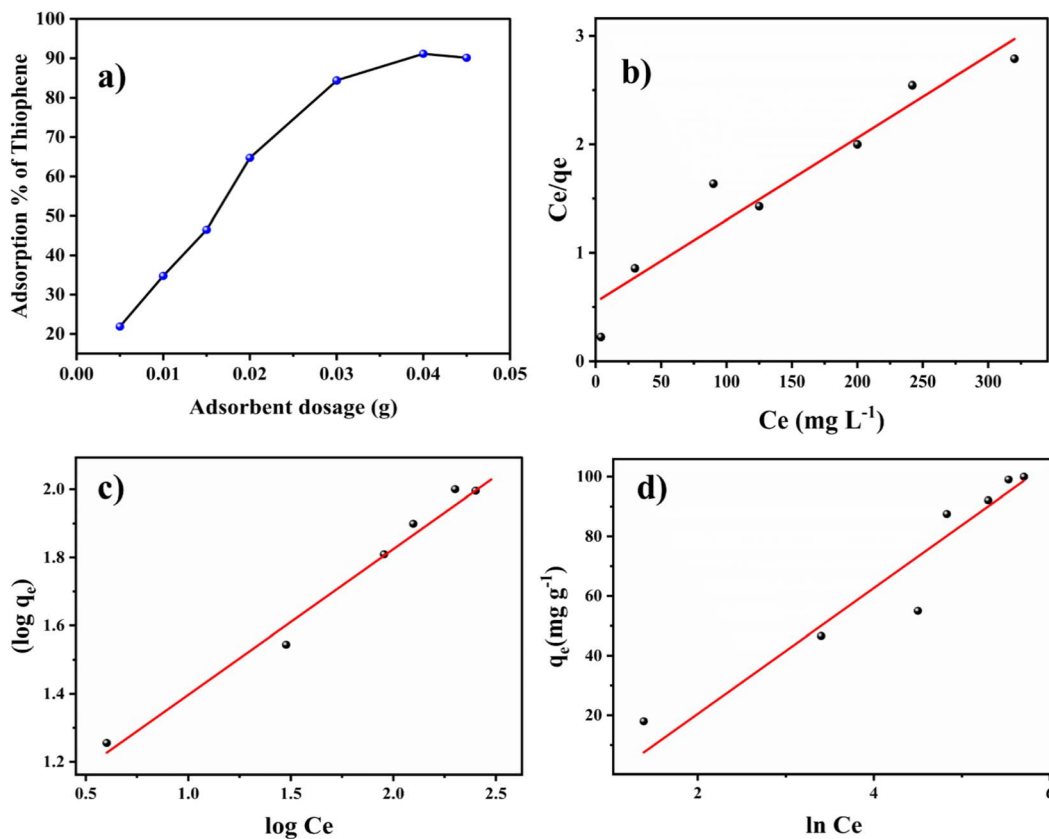 a)
Adsorption % of Thiophene
100
90
80
70
60
50
40
30
20
0.00 0.01 0.02 0.03 0.04 0.05
Adsorbent dosage (g)
b)
Ce/qe
3
2
1
0
0 50 100 150 200 250 300
Ce (mg L⁻¹)
c)
(log qₑ)
2.0
1.8
1.6
1.4
1.2
0.5 1.0 1.5 2.0 2.5
log Ce
d)
qₑ(mg g⁻¹)
100
80
60
40
20
2 4 6
ln Ce